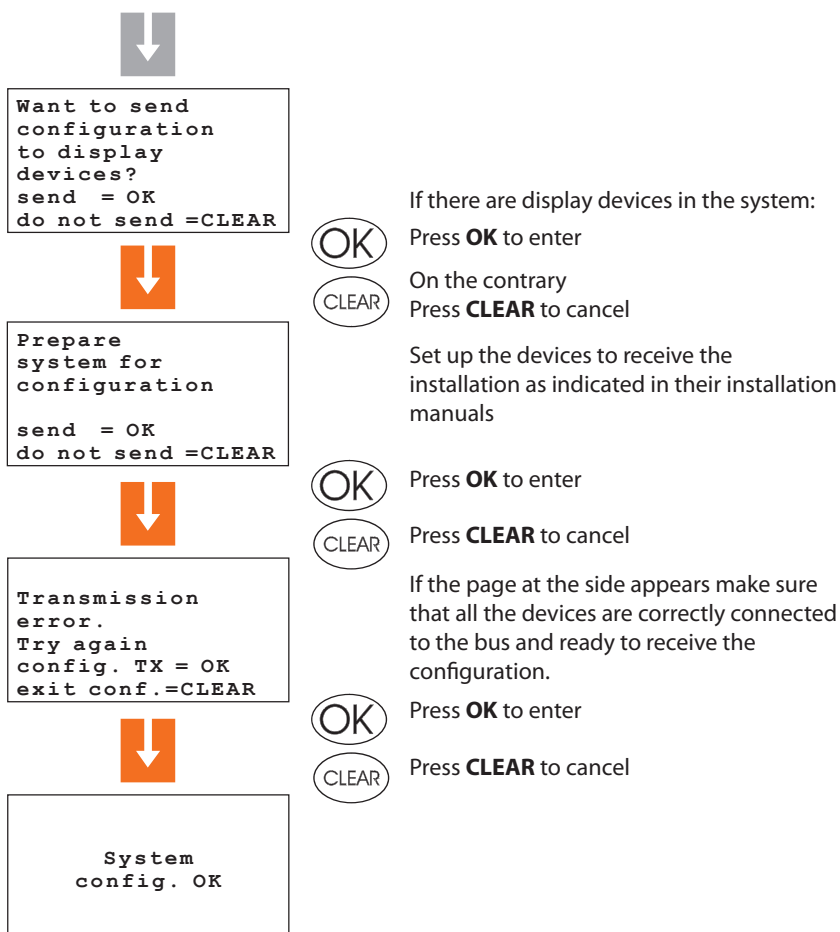 Want to send
configuration
to display
devices?
send = OK
do not send =CLEAR
If there are display devices in the system:
OK
Press OK to enter
CLEAR
On the contrary
Press CLEAR to cancel
Prepare
system for
configuration
send = OK
do not send =CLEAR
Set up the devices to receive the
installation as indicated in their installation
manuals
OK
Press OK to enter
CLEAR
Press CLEAR to cancel
Transmission
error.
Try again
config. TX = OK
exit conf.=CLEAR
If the page at the side appears make sure
that all the devices are correctly connected
to the bus and ready to receive the
configuration.
OK
Press OK to enter
CLEAR
Press CLEAR to cancel
System
config. OK